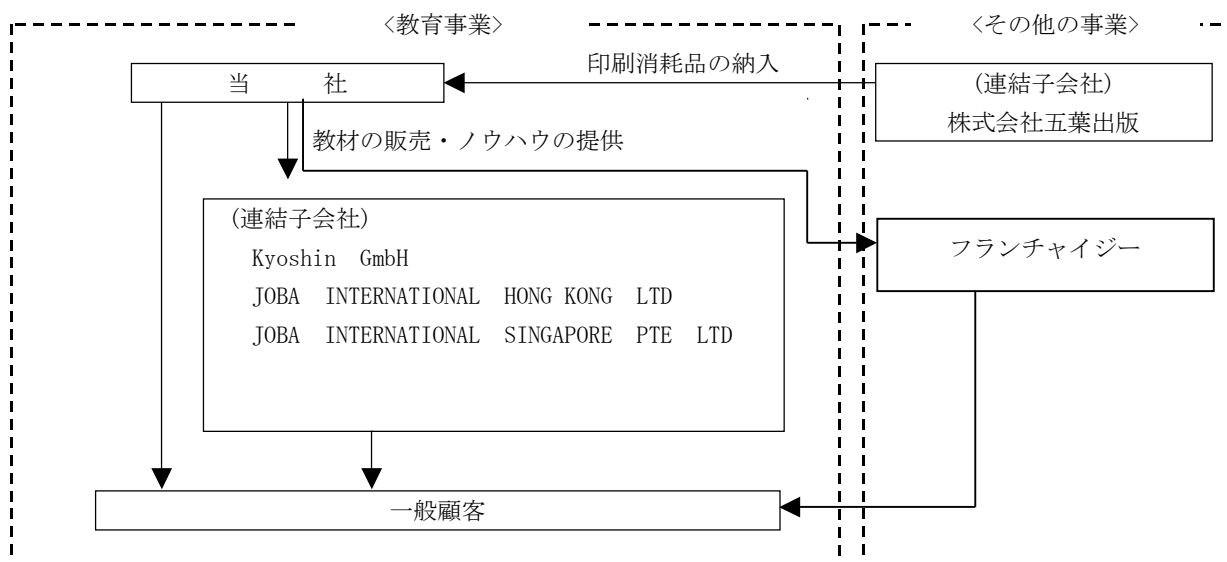 <教育事業>
<その他の事業>
印刷消耗品の納入
当　　社
(連結子会社)
株式会社五葉出版
教材の販売・ノウハウの提供
(連結子会社)
Kyoshin GmbH
JOBA INTERNATIONAL HONG KONG LTD
JOBA INTERNATIONAL SINGAPORE PTE LTD
フランチャイジー
一般顧客